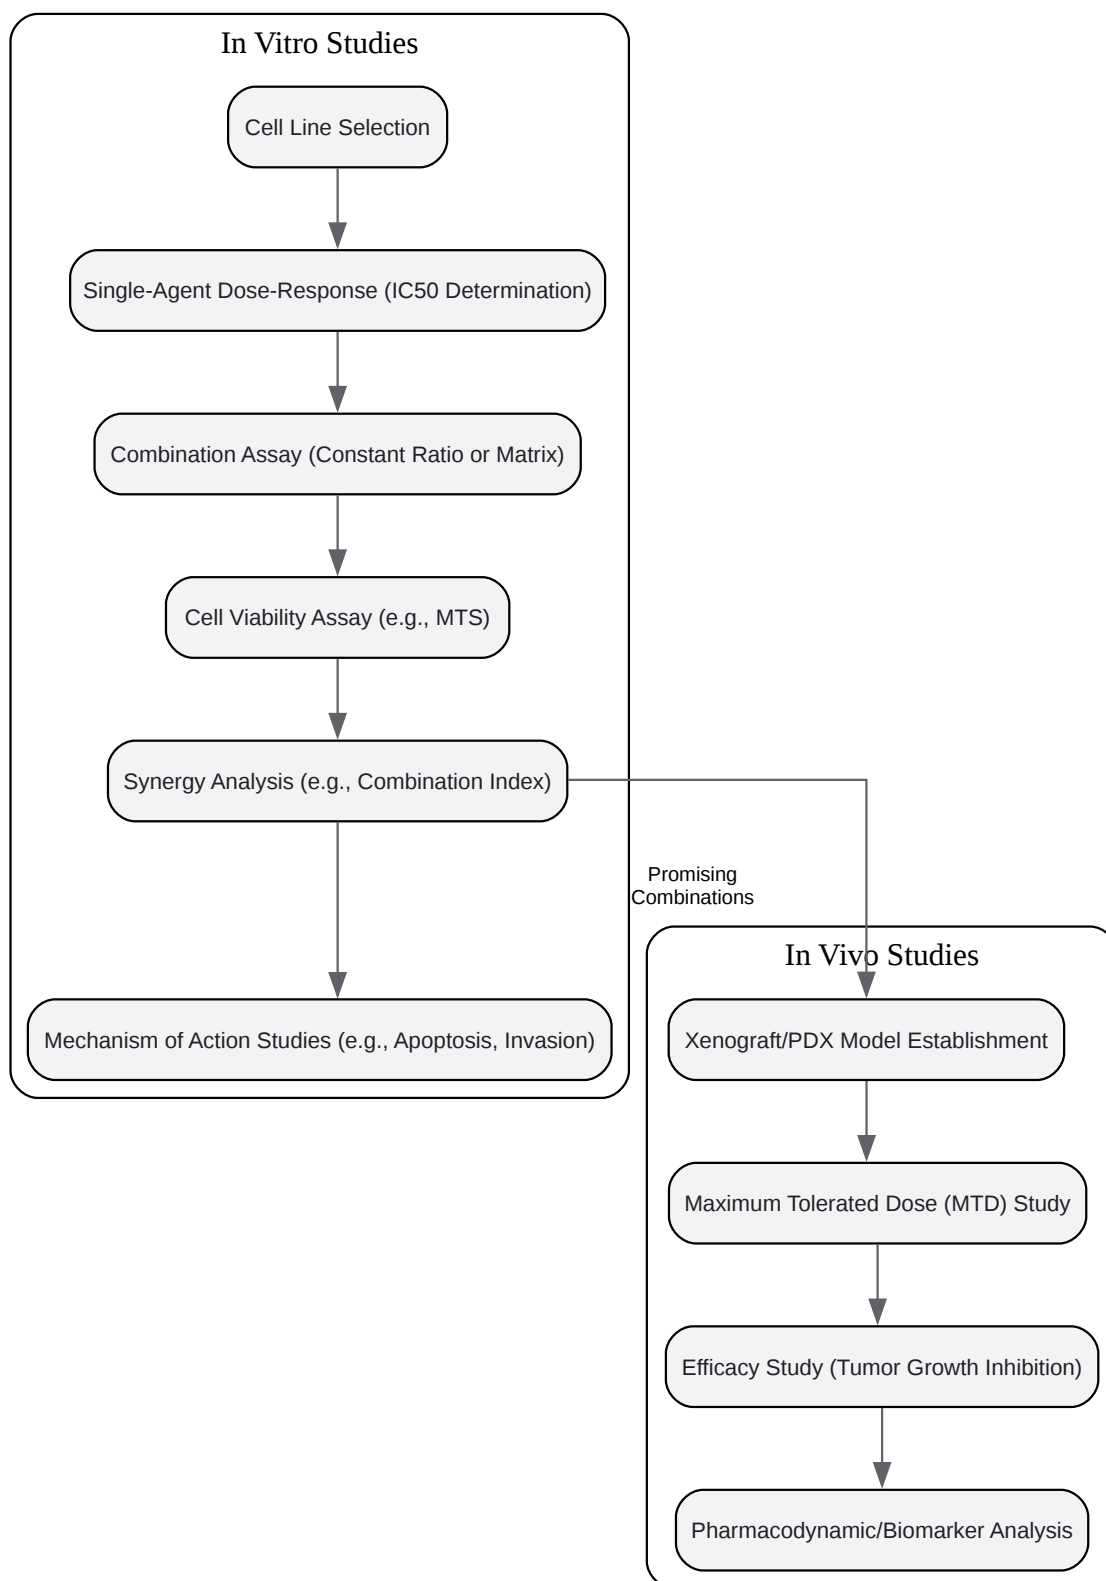 In Vitro Studies
Cell Line Selection
Single-Agent Dose-Response (IC50 Determination)
Combination Assay (Constant Ratio or Matrix)
Cell Viability Assay (e.g., MTS)
Synergy Analysis (e.g., Combination Index)
Promising
Combinations
Mechanism of Action Studies (e.g., Apoptosis, Invasion)
In Vivo Studies
Xenograft/PDX Model Establishment
Maximum Tolerated Dose (MTD) Study
Efficacy Study (Tumor Growth Inhibition)
Pharmacodynamic/Biomarker Analysis